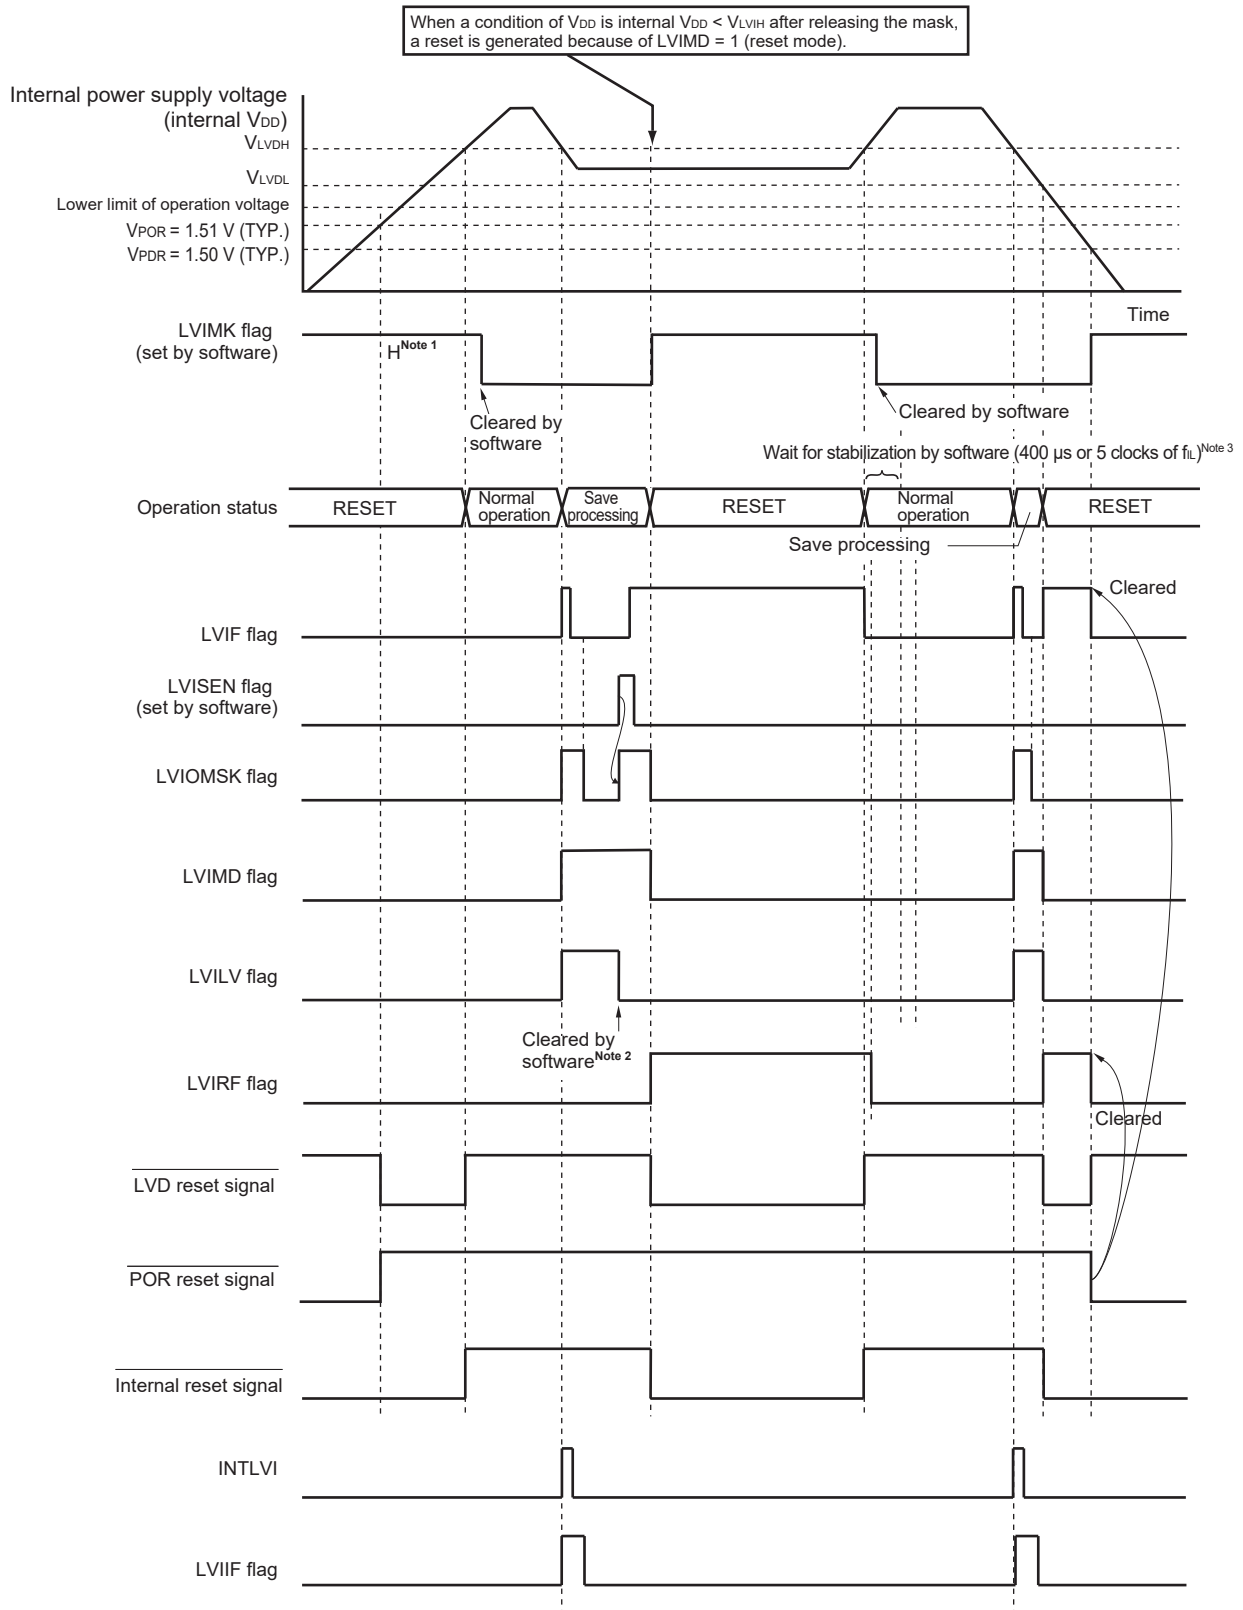 When a condition of VDD is internal VDD < VLVIH after releasing the mask,
a reset is generated because of LVIMD = 1 (reset mode).
Internal power supply voltage
(internal VDD)
VLVDH
VLVDL
Lower limit of operation voltage
VPOR = 1.51 V (TYP.)
VPDR = 1.50 V (TYP.)
Time
LVIMK flag
(set by software)
HNote 1
Cleared by
software
Cleared by software
Wait for stabilization by software (400 µs or 5 clocks of fIL)Note 3
Operation status
RESET
Normal
operation
Save
processing
RESET
Normal
operation
RESET
Save processing
LVIF flag
Cleared
LVISEN flag
(set by software)
LVIOMSK flag
LVIMD flag
LVILV flag
Cleared by
softwareNote 2
LVIRF flag
Cleared
LVD reset signal
POR reset signal
Internal reset signal
INTLVI
LVIIF flag